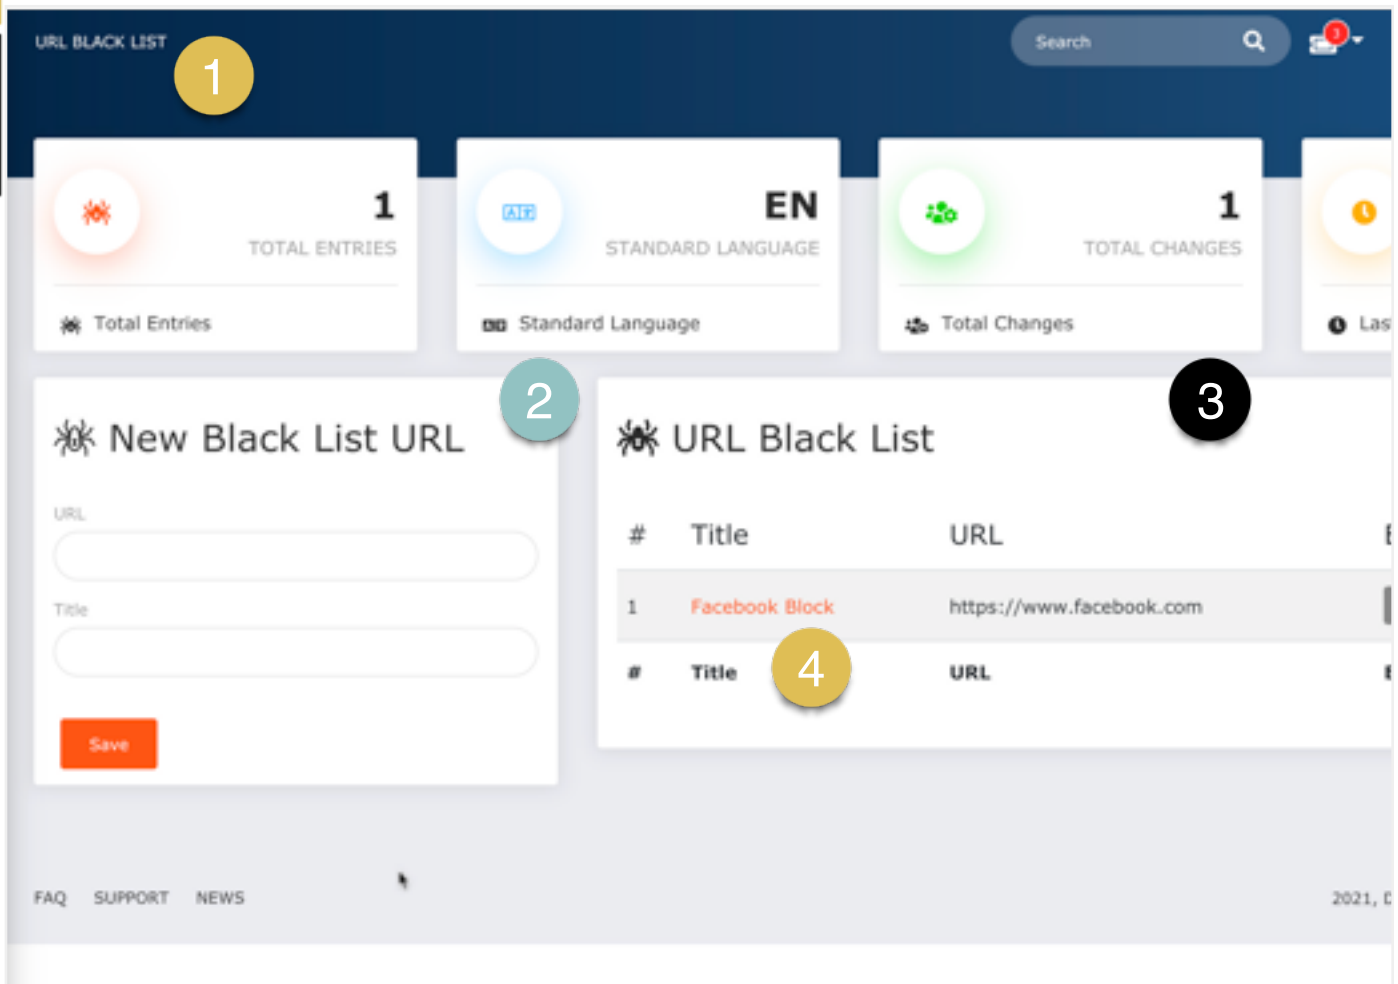 URL BLACK LIST
1
Search
3
1
TOTAL ENTRIES
Total Entries
EN
STANDARD LANGUAGE
Standard Language
1
TOTAL CHANGES
Total Changes
Las
2
3
New Black List URL
URL
Title
Save
URL Black List
# Title URL
1 Facebook Block https://www.facebook.com
4
# Title URL
FAQ SUPPORT NEWS
2021,